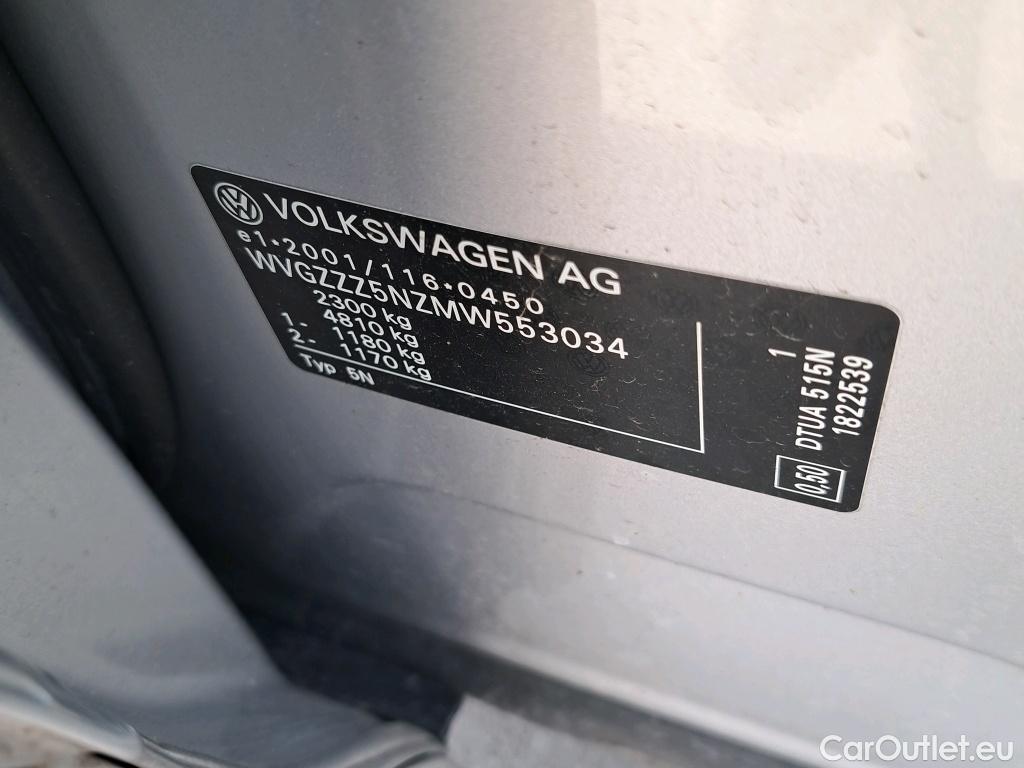 VOLKSWAGEN AG
e1*2001/116*0450
WVGZZZ5NZMW553034
2300 kg
4810 kg
1.- 1180 kg
2.- 1170 kg
Typ 5N
1
DTUA 515N
1822539
0,50
CarOutlet.eu